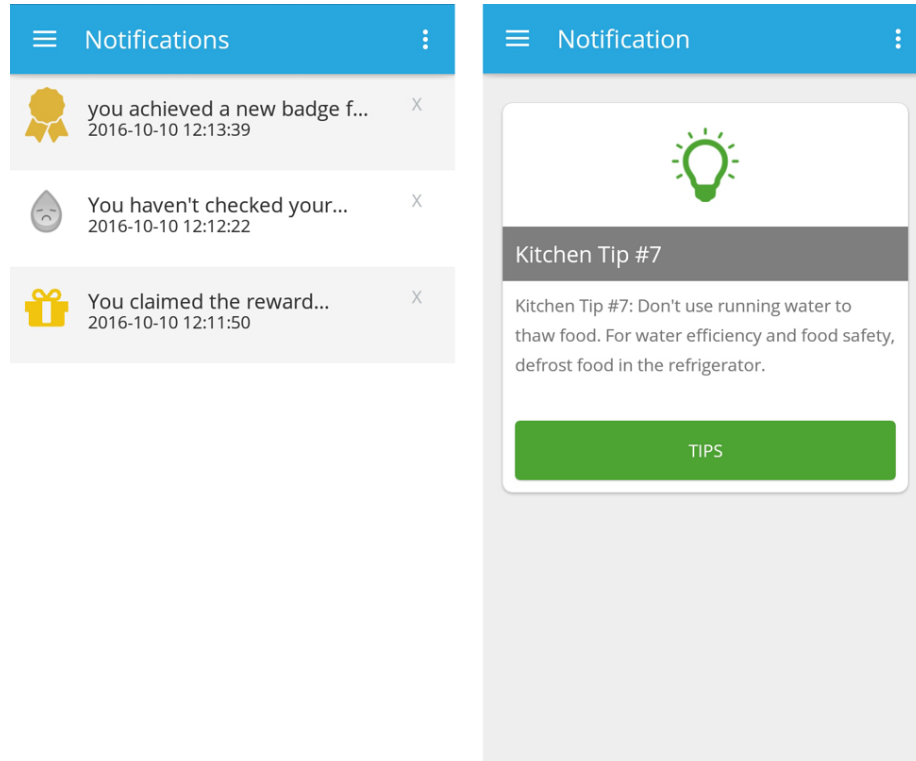 Notifications
you achieved a new badge f...
X
2016-10-10 12:13:39
You haven't checked your...
X
2016-10-10 12:12:22
You claimed the reward...
X
2016-10-10 12:11:50
Notification
Kitchen Tip #7
Kitchen Tip #7: Don't use running water to
thaw food. For water efficiency and food safety,
defrost food in the refrigerator.
TIPS